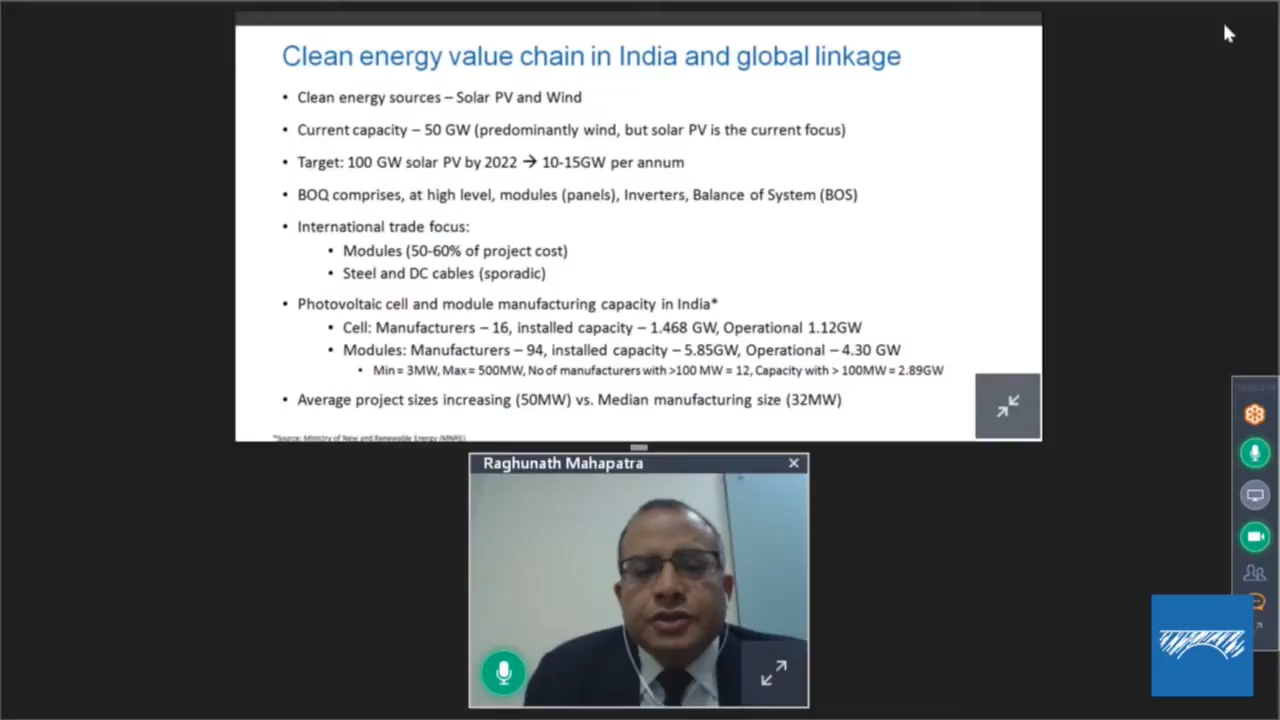 Clean energy value chain in India and global linkage
• Clean energy sources – Solar PV and Wind
• Current capacity – 50 GW (predominantly wind, but solar PV is the current focus)
• Target: 100 GW solar PV by 2022 → 10-15GW per annum
• BOQ comprises, at high level, modules (panels), Inverters, Balance of System (BOS)
• International trade focus:
• Modules (50-60% of project cost)
• Steel and DC cables (sporadic)
• Photovoltaic cell and module manufacturing capacity in India*
• Cell: Manufacturers – 16, installed capacity – 1.468 GW, Operational 1.12GW
• Modules: Manufacturers – 94, installed capacity – 5.85GW, Operational – 4.30 GW
• Min = 3MW, Max = 500MW, No of manufacturers with >100 MW = 12, Capacity with > 100MW = 2.89GW
• Average project sizes increasing (50MW) vs. Median manufacturing size (32MW)
*Source: Ministry of New and Renewable Energy (MNRE)
Raghunath Mahapatra